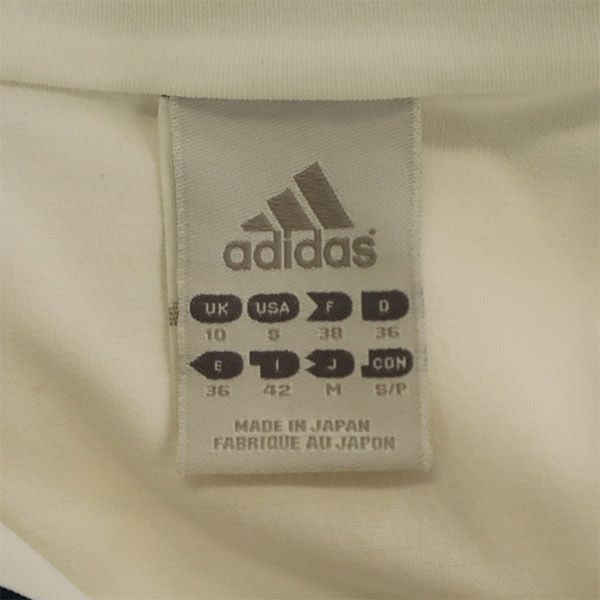 adidas
UK USA F D
10 S 38 36
E I J CON
36 42 M S/P
MADE IN JAPAN
FABRIQUE AU JAPON